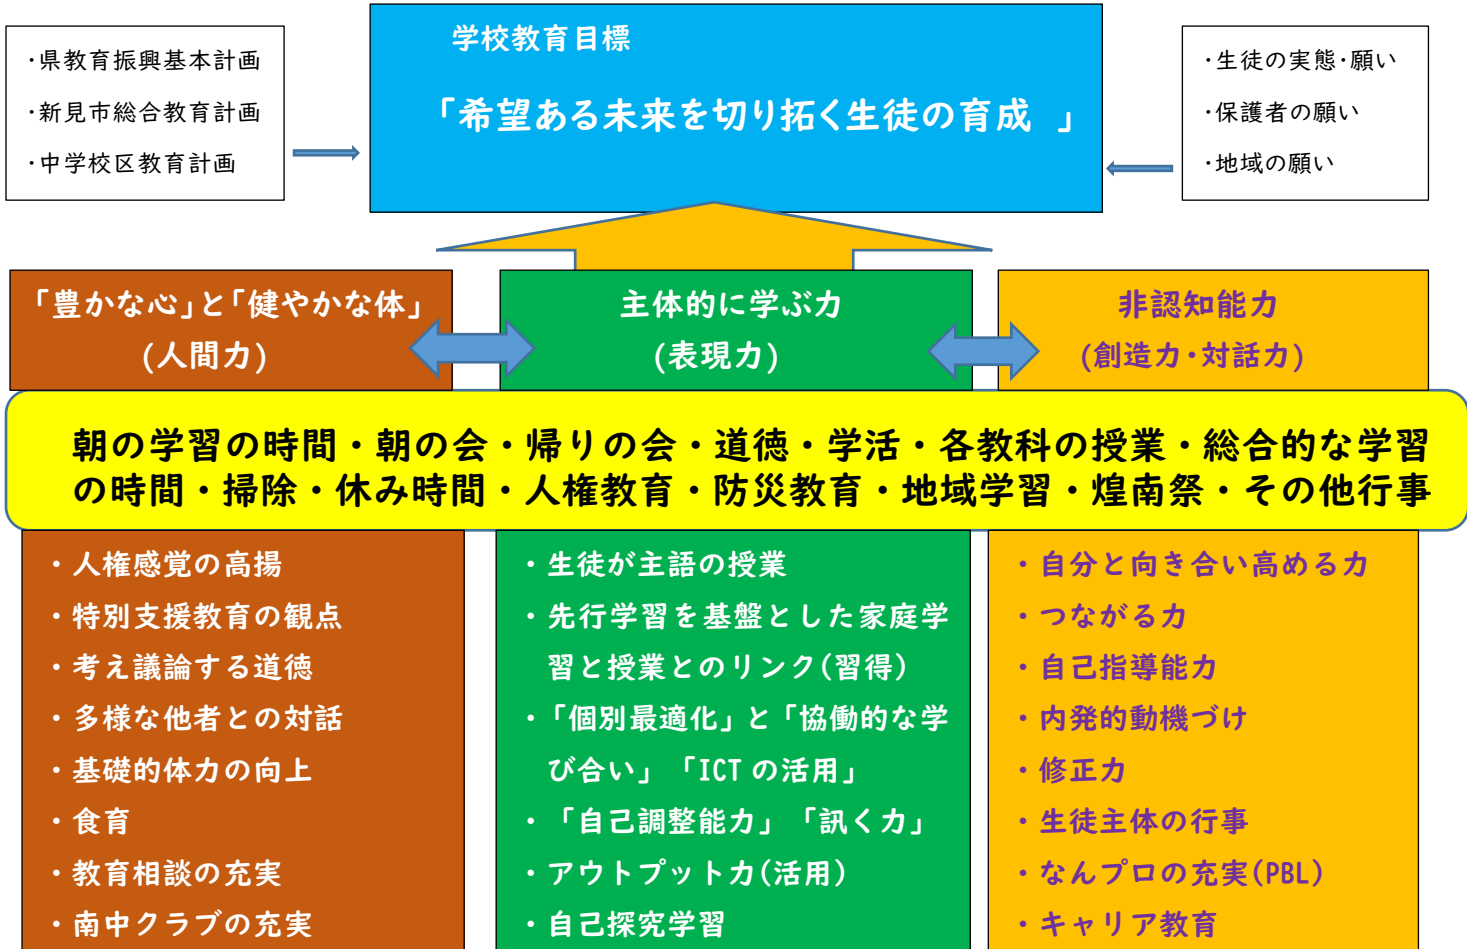 ・県教育振興基本計画
・新見市総合教育計画
・中学校区教育計画
学校教育目標
「希望ある未来を切り拓く生徒の育成　」
・生徒の実態・願い
・保護者の願い
・地域の願い
「豊かな心」と「健やかな体」
(人間力)
主体的に学ぶ力
(表現力)
非認知能力
(創造力・対話力)
朝の学習の時間・朝の会・帰りの会・道徳・学活・各教科の授業・総合的な学習
の時間・掃除・休み時間・人権教育・防災教育・地域学習・煌南祭・その他行事
・人権感覚の高揚
・特別支援教育の観点
・考え議論する道徳
・多様な他者との対話
・基礎的体力の向上
・食育
・教育相談の充実
・南中クラブの充実
・生徒が主語の授業
・先行学習を基盤とした家庭学
習と授業とのリンク(習得)
・「個別最適化」と「協働的な学
び合い」「ICTの活用」
・「自己調整能力」「訊く力」
・アウトプット力(活用)
・自己探究学習
・自分と向き合い高める力
・つながる力
・自己指導能力
・内発的動機づけ
・修正力
・生徒主体の行事
・なんプロの充実(PBL)
・キャリア教育